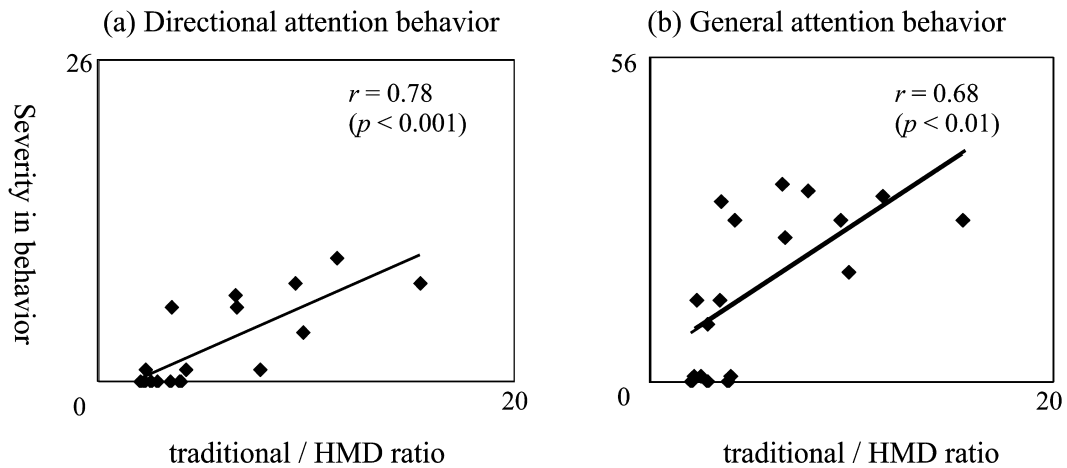 (a) Directional attention behavior
26
r = 0.78
(p < 0.001)
Severity in behavior
0
20
traditional / HMD ratio
(b) General attention behavior
56
r = 0.68
(p < 0.01)
0
20
traditional / HMD ratio